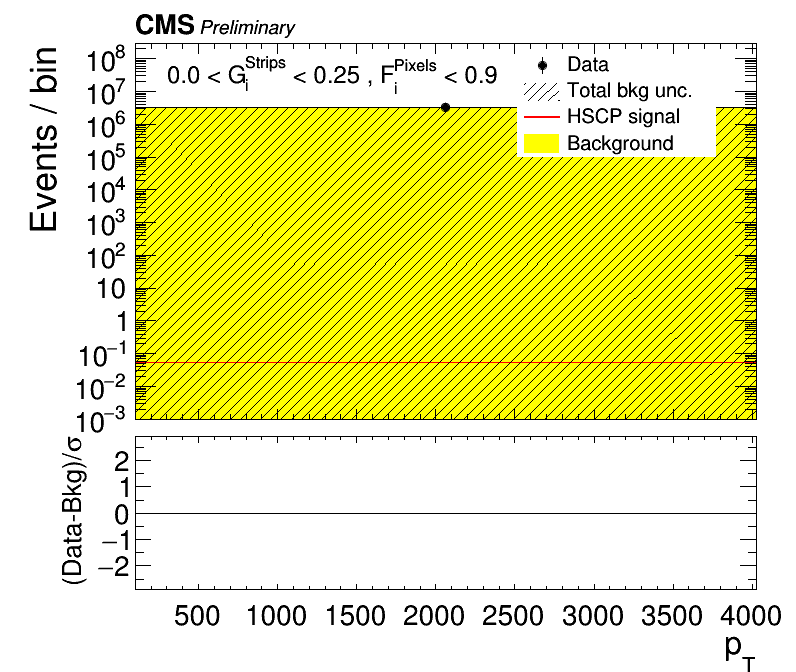 CMS Preliminary
0.0 < G_i^Strips < 0.25 , F_i^Pixels < 0.9
Data
Total bkg unc.
HSCP signal
Background
Events / bin
10^8
10^7
10^6
10^5
10^4
10^3
10^2
10
1
10^−1
10^−2
10^−3
(Data-Bkg)/σ
2
1
0
−1
−2
500 1000 1500 2000 2500 3000 3500 4000
p_T